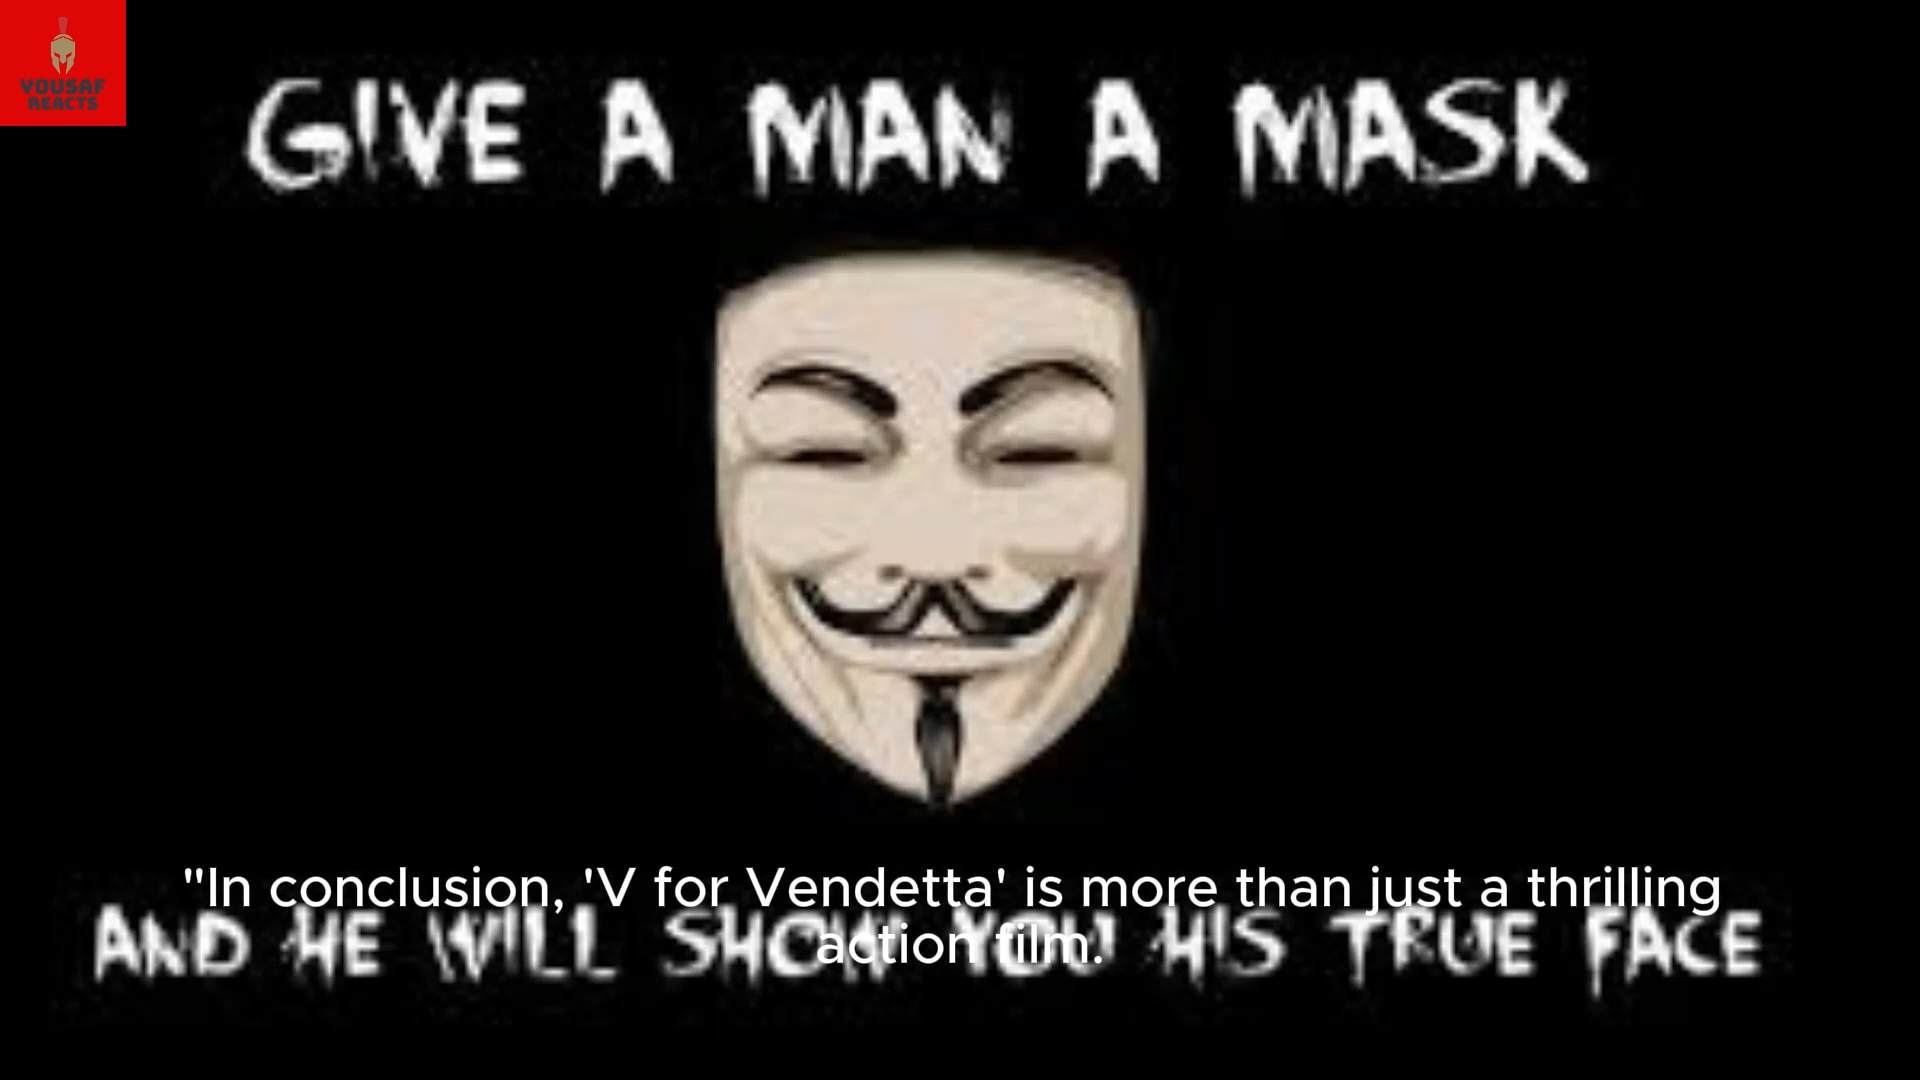 YOUSAF
REACTS
GIVE A MAN A MASK
"In conclusion, 'V for Vendetta' is more than just a thrilling
action film.
AND HE WILL SHOW YOU HIS TRUE FACE